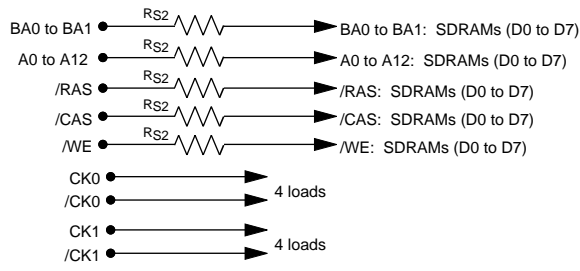 BA0 to BA1 RS2 BA0 to BA1: SDRAMs (D0 to D7)
A0 to A12 RS2 A0 to A12: SDRAMs (D0 to D7)
/RAS RS2 /RAS: SDRAMs (D0 to D7)
/CAS RS2 /CAS: SDRAMs (D0 to D7)
/WE RS2 /WE: SDRAMs (D0 to D7)
CK0
4 loads
/CK0
CK1
4 loads
/CK1